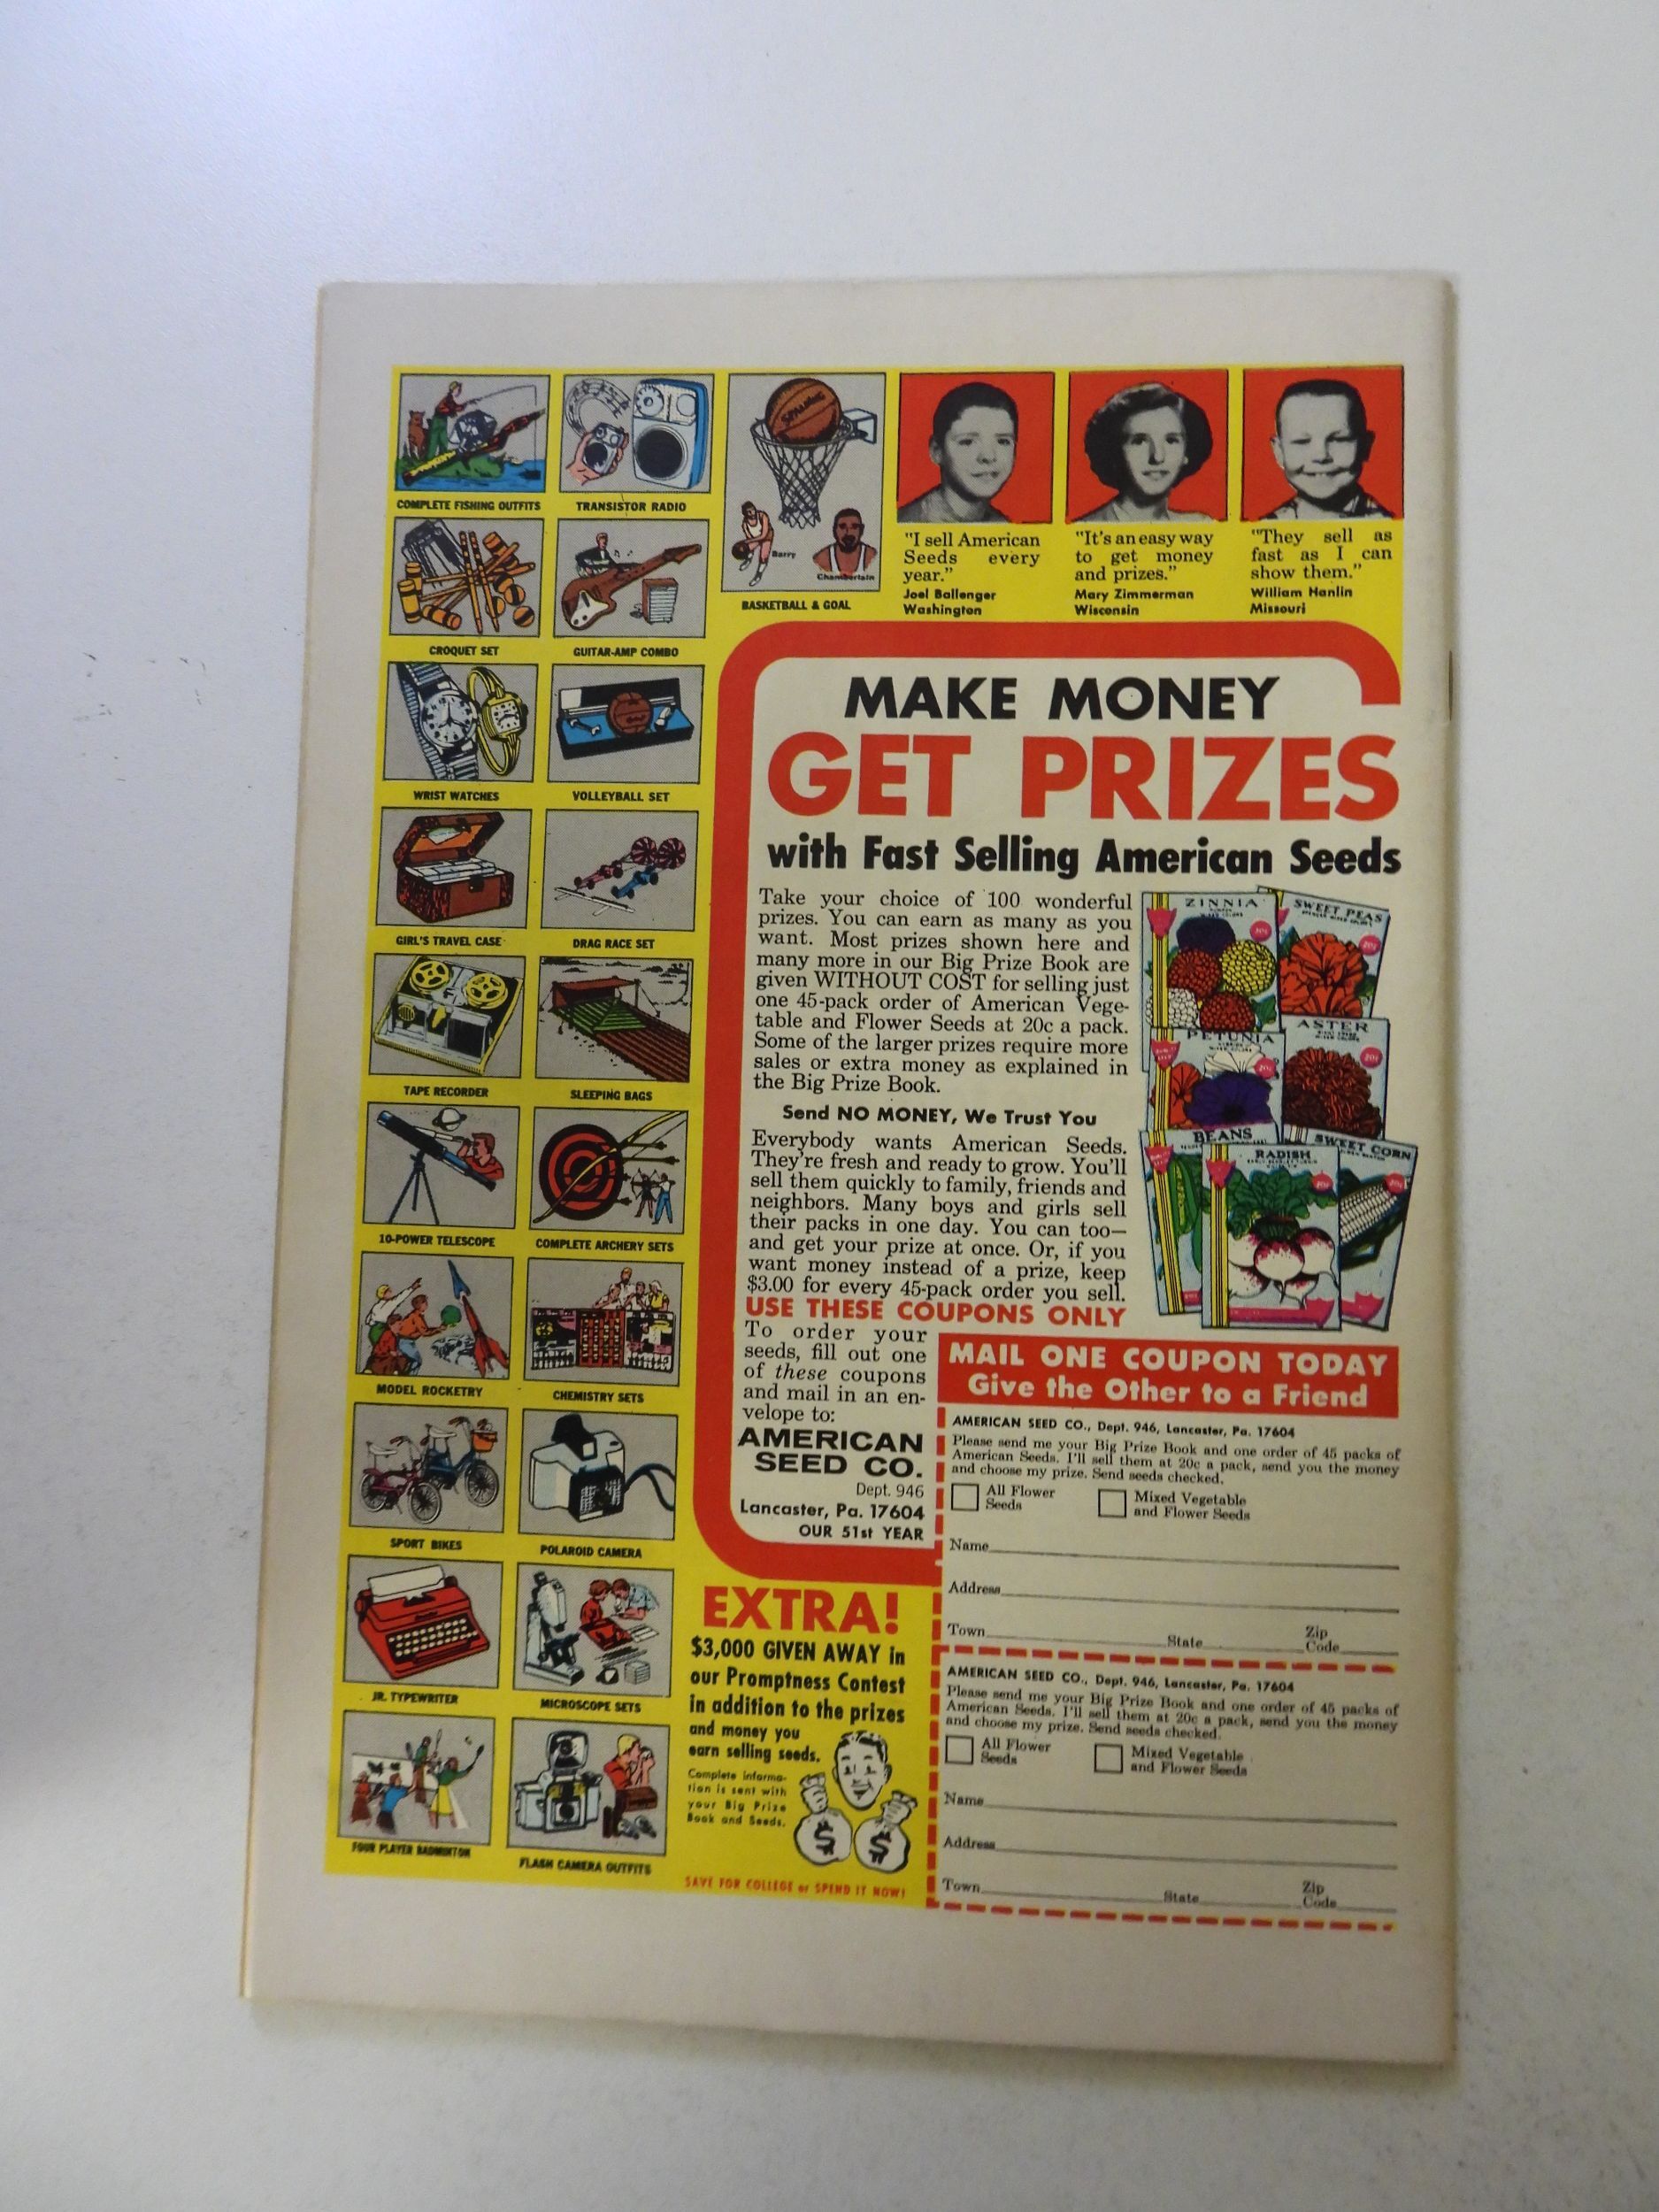 COMPLETE FISHING OUTFITS
TRANSISTOR RADIO
SPALDING
Barry
Chamberlain
BASKETBALL & GOAL
CROQUET SET
GUITAR-AMP COMBO
WRIST WATCHES
VOLLEYBALL SET
GIRL'S TRAVEL CASE
DRAG RACE SET
TAPE RECORDER
SLEEPING BAGS
10-POWER TELESCOPE
COMPLETE ARCHERY SETS
MODEL ROCKETRY
CHEMISTRY SETS
SPORT BIKES
POLAROID CAMERA
JR. TYPEWRITER
MICROSCOPE SETS
FOUR PLAYER BADMINTON
FLASH CAMERA OUTFITS
"I sell American
Seeds every
year."
Joel Ballenger
Washington
"It's an easy way
to get money
and prizes."
Mary Zimmerman
Wisconsin
"They sell as
fast as I can
show them."
William Hanlin
Missouri
MAKE MONEY
GET PRIZES
with Fast Selling American Seeds
Take your choice of 100 wonderful
prizes. You can earn as many as you
want. Most prizes shown here and
many more in our Big Prize Book are
given WITHOUT COST for selling just
one 45-pack order of American Vege-
table and Flower Seeds at 20c a pack.
Some of the larger prizes require more
sales or extra money as explained in
the Big Prize Book.
Send NO MONEY, We Trust You
Everybody wants American Seeds.
They're fresh and ready to grow. You'll
sell them quickly to family, friends and
neighbors. Many boys and girls sell
their packs in one day. You can too—
and get your prize at once. Or, if you
want money instead of a prize, keep
$3.00 for every 45-pack order you sell.
USE THESE COUPONS ONLY
To order your
seeds, fill out one
of these coupons
and mail in an en-
velope to:
AMERICAN
SEED CO.
Dept. 946
Lancaster, Pa. 17604
OUR 51st YEAR
ZINNIA
SWEET PEAS
PETUNIA
ASTER
BEANS
RADISH
SWEET CORN
MAIL ONE COUPON TODAY
Give the Other to a Friend
AMERICAN SEED CO., Dept. 946, Lancaster, Pa. 17604
Please send me your Big Prize Book and one order of 45 packs of
American Seeds. I'll sell them at 20c a pack, send you the money
and choose my prize. Send seeds checked.
All Flower
Seeds
Mixed Vegetable
and Flower Seeds
Name
Address
Town State Zip Code
AMERICAN SEED CO., Dept. 946, Lancaster, Pa. 17604
Please send me your Big Prize Book and one order of 45 packs of
American Seeds. I'll sell them at 20c a pack, send you the money
and choose my prize. Send seeds checked.
All Flower
Seeds
Mixed Vegetable
and Flower Seeds
Name
Address
Town State Zip Code
EXTRA!
$3,000 GIVEN AWAY in
our Promptness Contest
in addition to the prizes
and money you
earn selling seeds.
Complete informa-
tion is sent with
your Big Prize
Book and Seeds.
$ $
SAVE FOR COLLEGE or SPEND IT NOW!